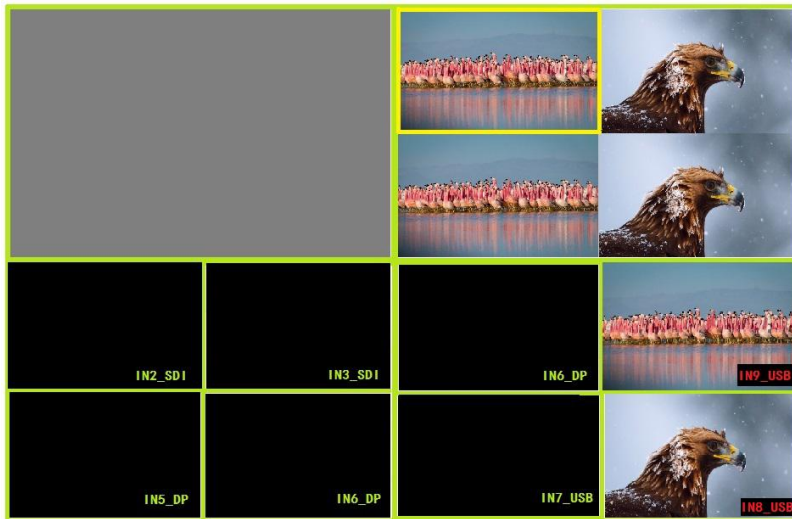 IN2_SDI
IN3_SDI
IN6_DP
IN9_USB
IN5_DP
IN6_DP
IN7_USB
IN8_USB